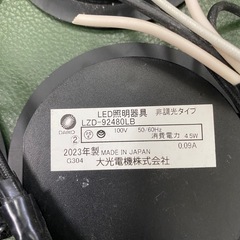 LED照明器具 非調光タイプ
LZD-92480LB
DAIKO
2 100V 50/60Hz
消費電力 4.5W
2023年製 MADE IN JAPAN 0.09A
G304 大光電機株式会社